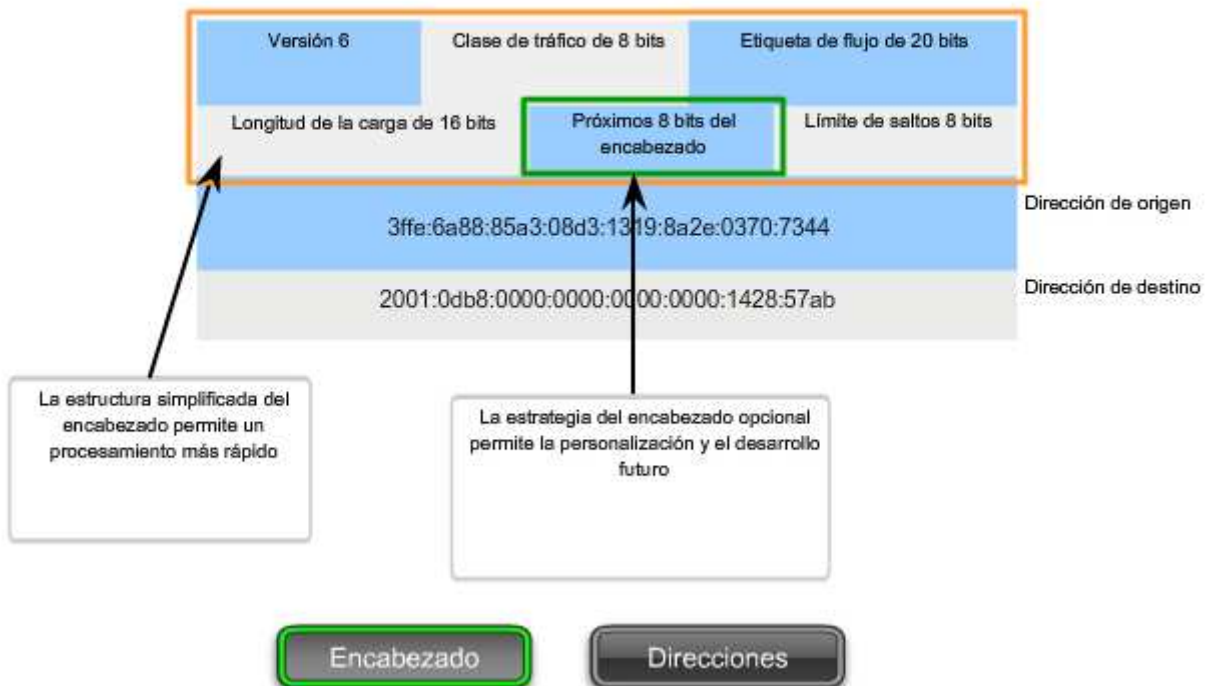 Versión 6
Clase de tráfico de 8 bits
Etiqueta de flujo de 20 bits
Longitud de la carga de 16 bits
Próximos 8 bits del
encabezado
Límite de saltos 8 bits
3ffe:6a88:85a3:08d3:1319:8a2e:0370:7344
Dirección de origen
2001:0db8:0000:0000:0000:0000:1428:57ab
Dirección de destino
La estructura simplificada del
encabezado permite un
procesamiento más rápido
La estrategia del encabezado opcional
permite la personalización y el desarrollo
futuro
Encabezado
Direcciones